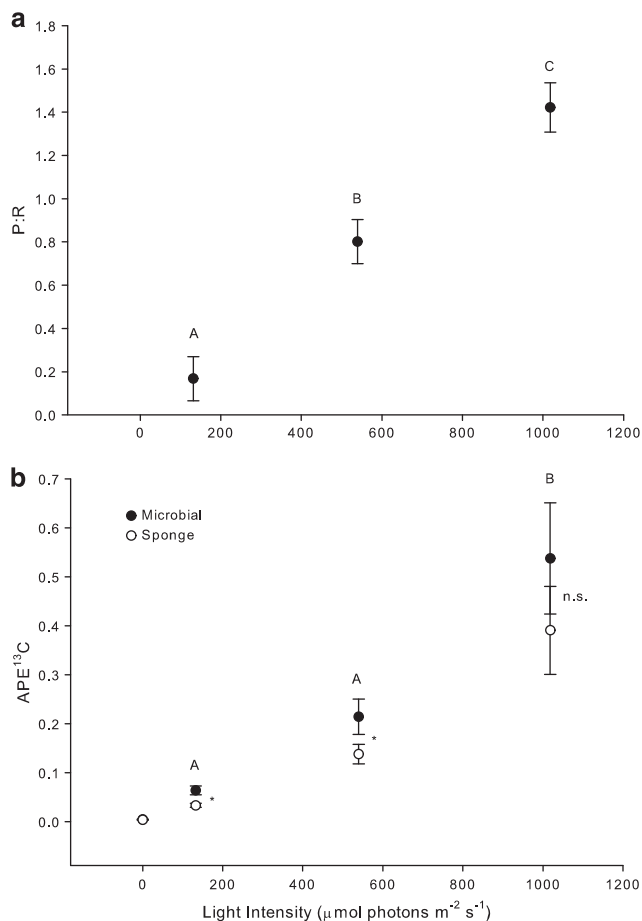 a
1.8
1.6
1.4
1.2
1.0
0.8
0.6
0.4
0.2
0.0
P:R
A
B
C
0 200 400 600 800 1000 1200
b
0.7
0.6
0.5
0.4
0.3
0.2
0.1
0.0
APE¹³C
Microbial
Sponge
A
*
A
*
B
n.s.
0 200 400 600 800 1000 1200
Light Intensity (μmol photons m⁻² s⁻¹)